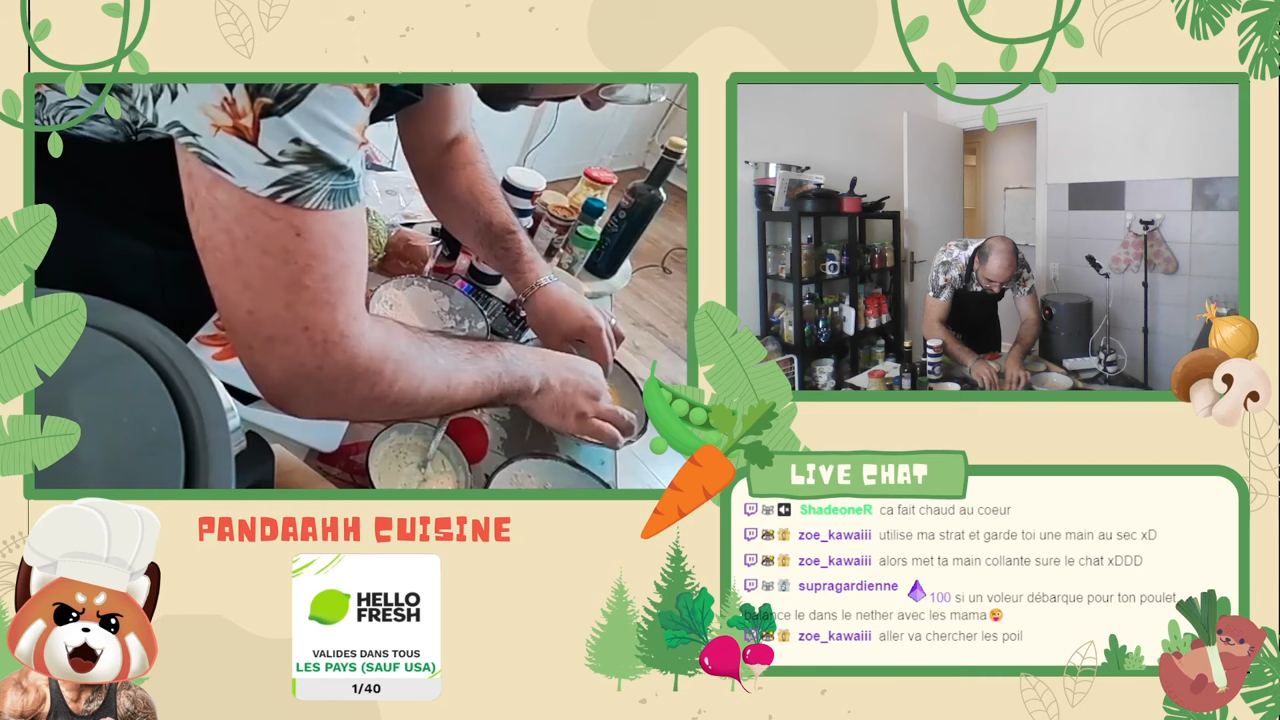 LIVE CHAT
ShadeoneR ca fait chaud au coeur
zoe_kawaiii utilise ma strat et garde toi une main au sec xD
zoe_kawaiii alors met ta main collante sure le chat xDDD
supragardienne 100 si un voleur débarque pour ton poulet
balance le dans le nether avec les mama😜
zoe_kawaiii aller va chercher les poil
PANDAAHH CUISINE
HELLO
FRESH
VALIDES DANS TOUS
LES PAYS (SAUF USA)
1/40